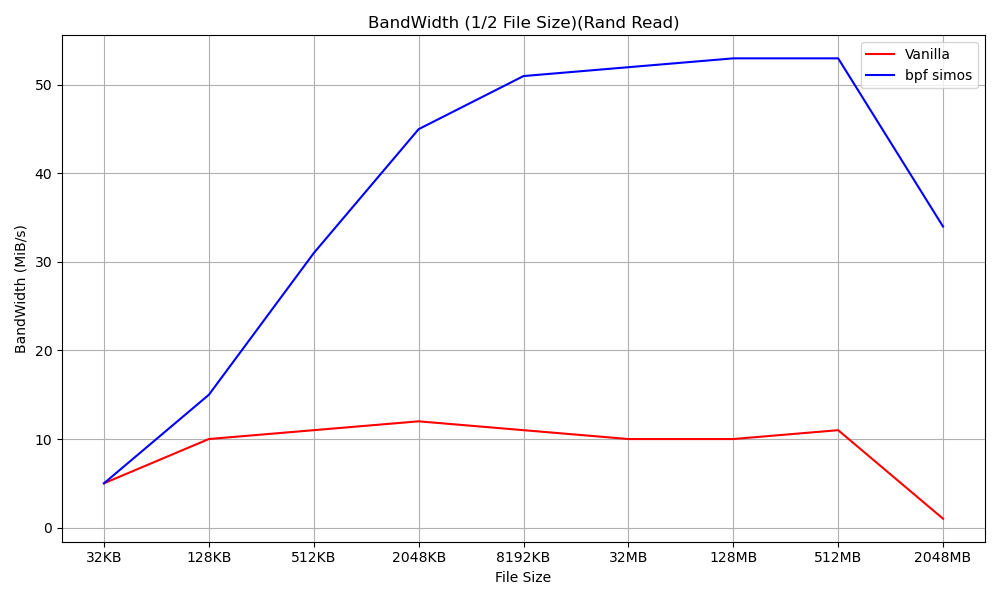 BandWidth (1/2 File Size)(Rand Read)
Vanilla
bpf simos
BandWidth (MiB/s)
50
40
30
20
10
0
32KB 128KB 512KB 2048KB 8192KB 32MB 128MB 512MB 2048MB
File Size